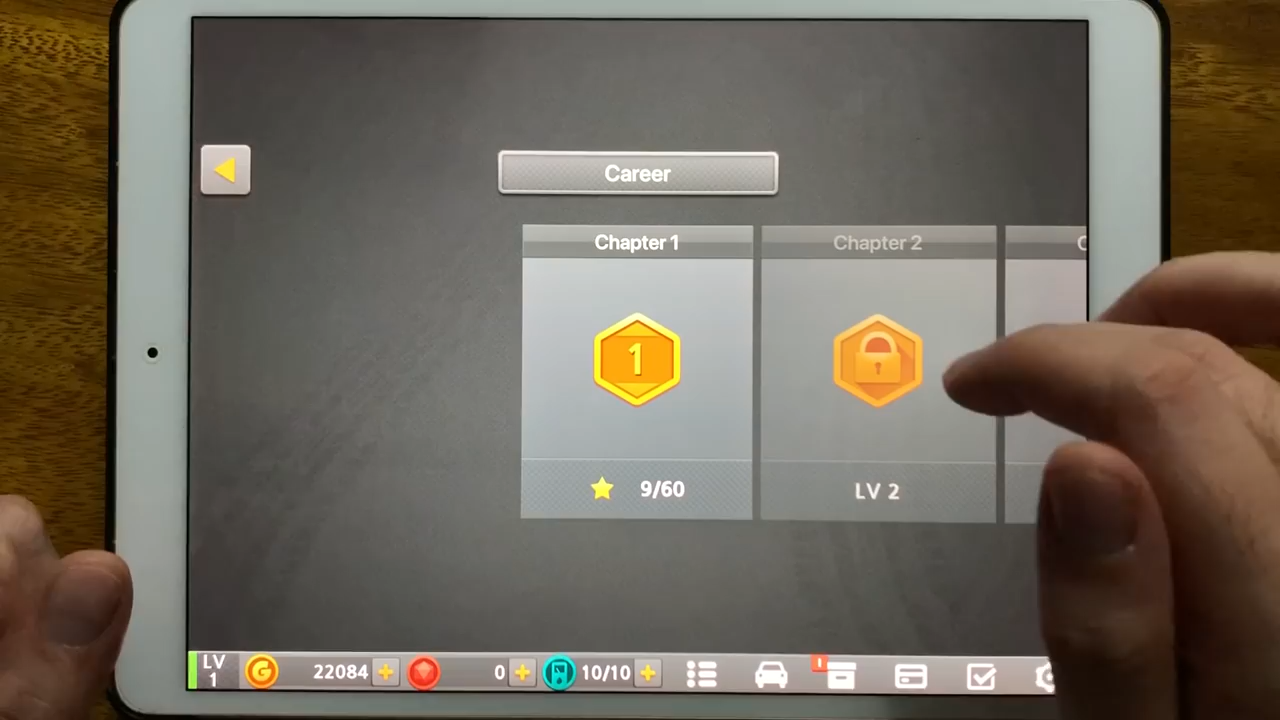 Career
Chapter 1
Chapter 2
C
1
9/60
LV 2
LV
1
G
22084
0
10/10